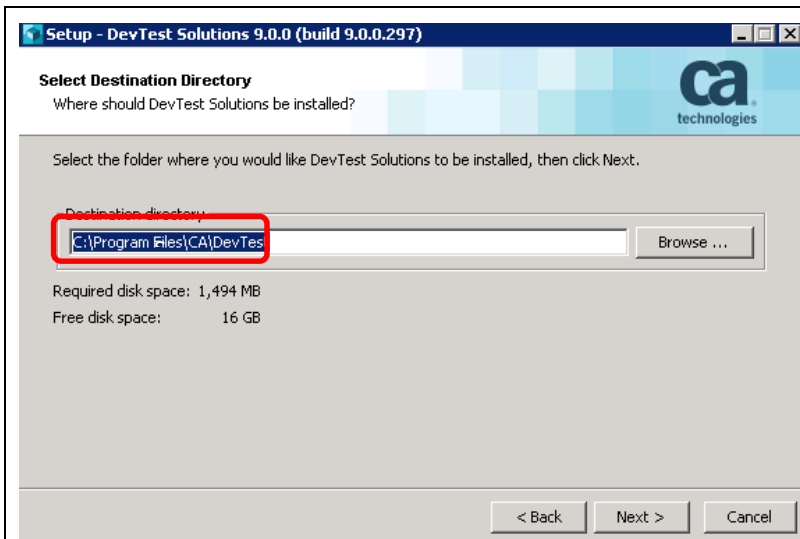 Setup - DevTest Solutions 9.0.0 (build 9.0.0.297)
Select Destination Directory
Where should DevTest Solutions be installed?
ca
technologies
Select the folder where you would like DevTest Solutions to be installed, then click Next.
Destination directory
C:\Program Files\CA\DevTes
Browse ...
Required disk space: 1,494 MB
Free disk space: 16 GB
< Back
Next >
Cancel